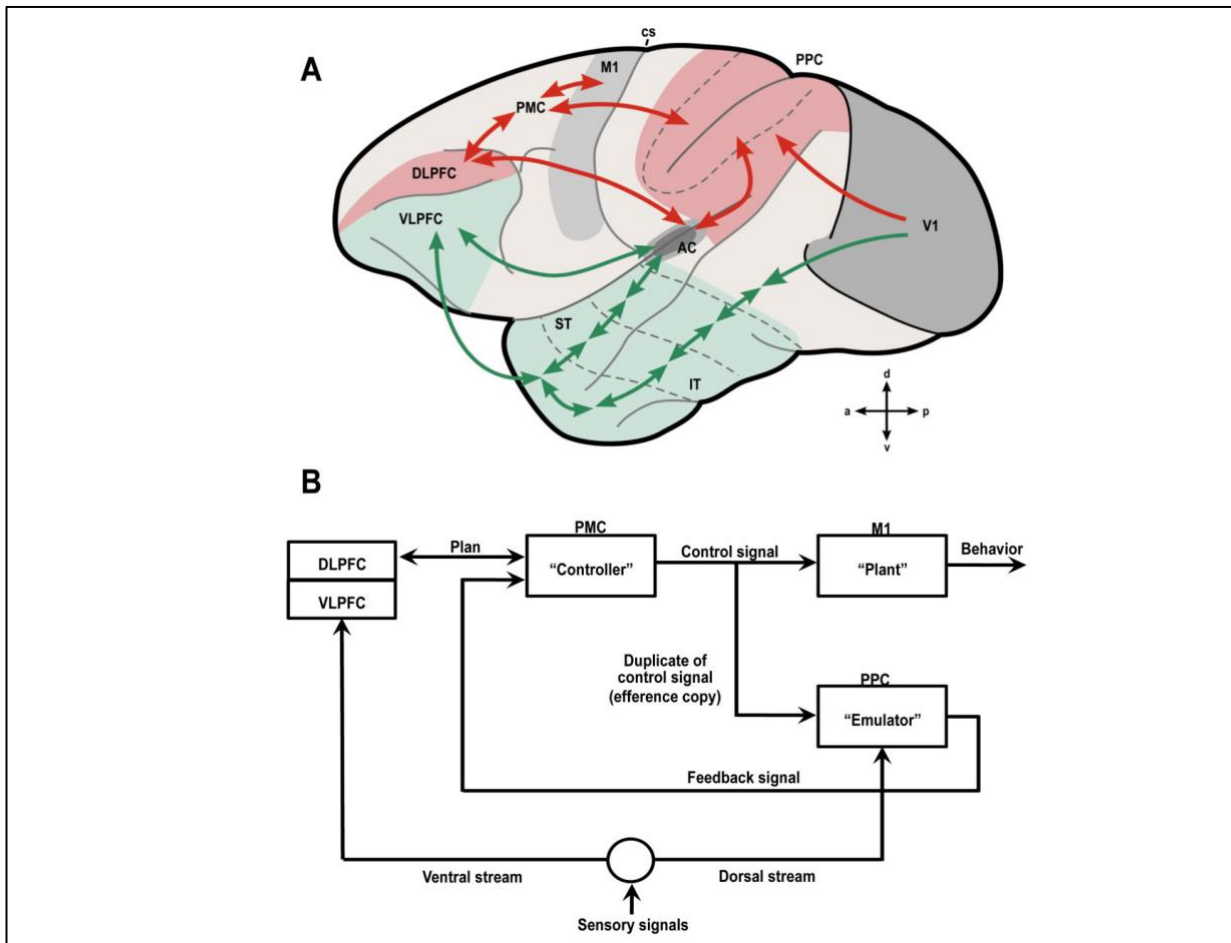 A
cs
M1
PPC
PMC
DLPFC
VLPFC
V1
AC
ST
IT
d
a
p
v
B
PMC
M1
DLPFC
Plan
"Controller"
Control signal
"Plant"
Behavior
VLPFC
Duplicate of
control signal
(efference copy)
PPC
"Emulator"
Feedback signal
Ventral stream
Dorsal stream
Sensory signals